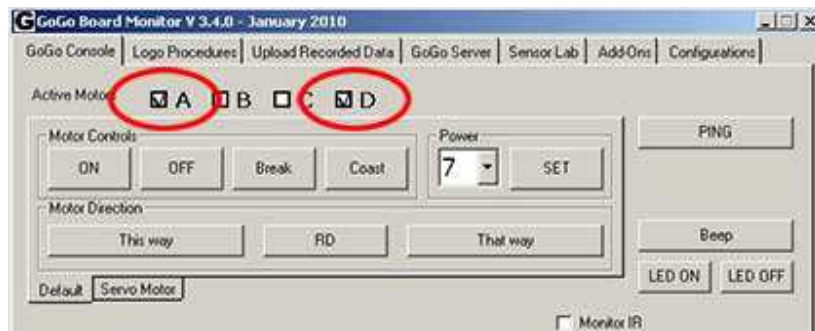 GoGo Board Monitor V 3.4.0 - January 2010
GoGo Console Logo Procedures Upload Recorded Data GoGo Server Sensor Lab Add-Ons Configurations
Active Motors A B C D
Motor Controls Power
ON OFF Break Coast 7 SET PING
Motor Direction
This way RD That way Beep
LED ON LED OFF
Default Servo Motor
Monitor IR